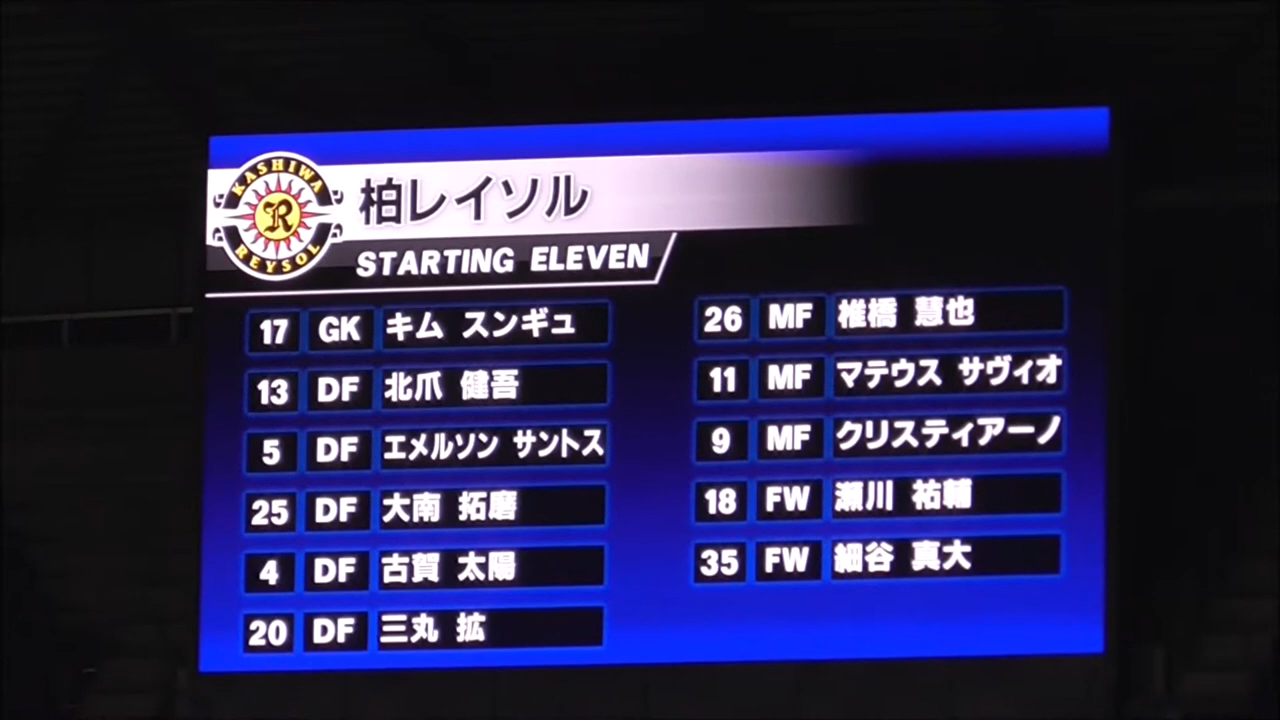 KASHIWA
R
REYSOL
柏レイソル
STARTING ELEVEN
17 GK キム スンギュ
13 DF 北爪 健吾
5 DF エメルソン サントス
25 DF 大南 拓磨
4 DF 古賀 太陽
20 DF 三丸 拡
26 MF 椎橋 慧也
11 MF マテウス サヴィオ
9 MF クリスティアーノ
18 FW 瀬川 祐輔
35 FW 細谷 真大